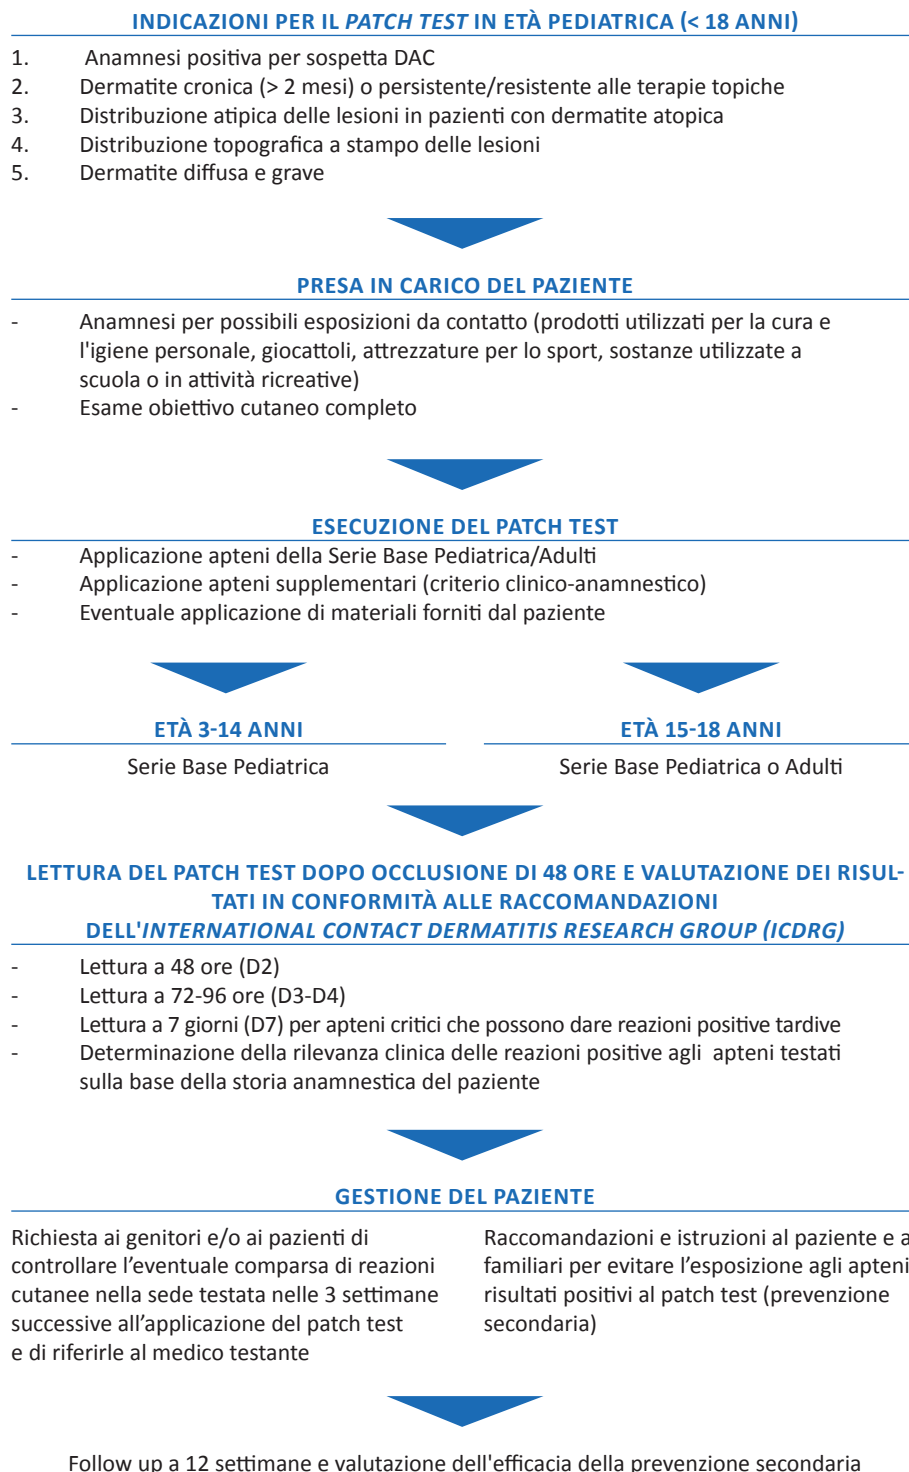 INDICAZIONI PER IL PATCH TEST IN ETÀ PEDIATRICA (< 18 ANNI)
1. Anamnesi positiva per sospetta DAC
2. Dermatite cronica (> 2 mesi) o persistente/resistente alle terapie topiche
3. Distribuzione atipica delle lesioni in pazienti con dermatite atopica
4. Distribuzione topografica a stampo delle lesioni
5. Dermatite diffusa e grave
PRESA IN CARICO DEL PAZIENTE
- Anamnesi per possibili esposizioni da contatto (prodotti utilizzati per la cura e
l'igiene personale, giocattoli, attrezzature per lo sport, sostanze utilizzate a
scuola o in attività ricreative)
- Esame obiettivo cutaneo completo
ESECUZIONE DEL PATCH TEST
- Applicazione apteni della Serie Base Pediatrica/Adulti
- Applicazione apteni supplementari (criterio clinico-anamnestico)
- Eventuale applicazione di materiali forniti dal paziente
ETÀ 3-14 ANNI
Serie Base Pediatrica
ETÀ 15-18 ANNI
Serie Base Pediatrica o Adulti
LETTURA DEL PATCH TEST DOPO OCCLUSIONE DI 48 ORE E VALUTAZIONE DEI RISUL-
TATI IN CONFORMITÀ ALLE RACCOMANDAZIONI
DELL'INTERNATIONAL CONTACT DERMATITIS RESEARCH GROUP (ICDRG)
- Lettura a 48 ore (D2)
- Lettura a 72-96 ore (D3-D4)
- Lettura a 7 giorni (D7) per apteni critici che possono dare reazioni positive tardive
- Determinazione della rilevanza clinica delle reazioni positive agli apteni testati
sulla base della storia anamnestica del paziente
GESTIONE DEL PAZIENTE
Richiesta ai genitori e/o ai pazienti di
controllare l’eventuale comparsa di reazioni
cutanee nella sede testata nelle 3 settimane
successive all’applicazione del patch test
e di riferirle al medico testante
Raccomandazioni e istruzioni al paziente e a
familiari per evitare l’esposizione agli apteni
risultati positivi al patch test (prevenzione
secondaria)
Follow up a 12 settimane e valutazione dell'efficacia della prevenzione secondaria